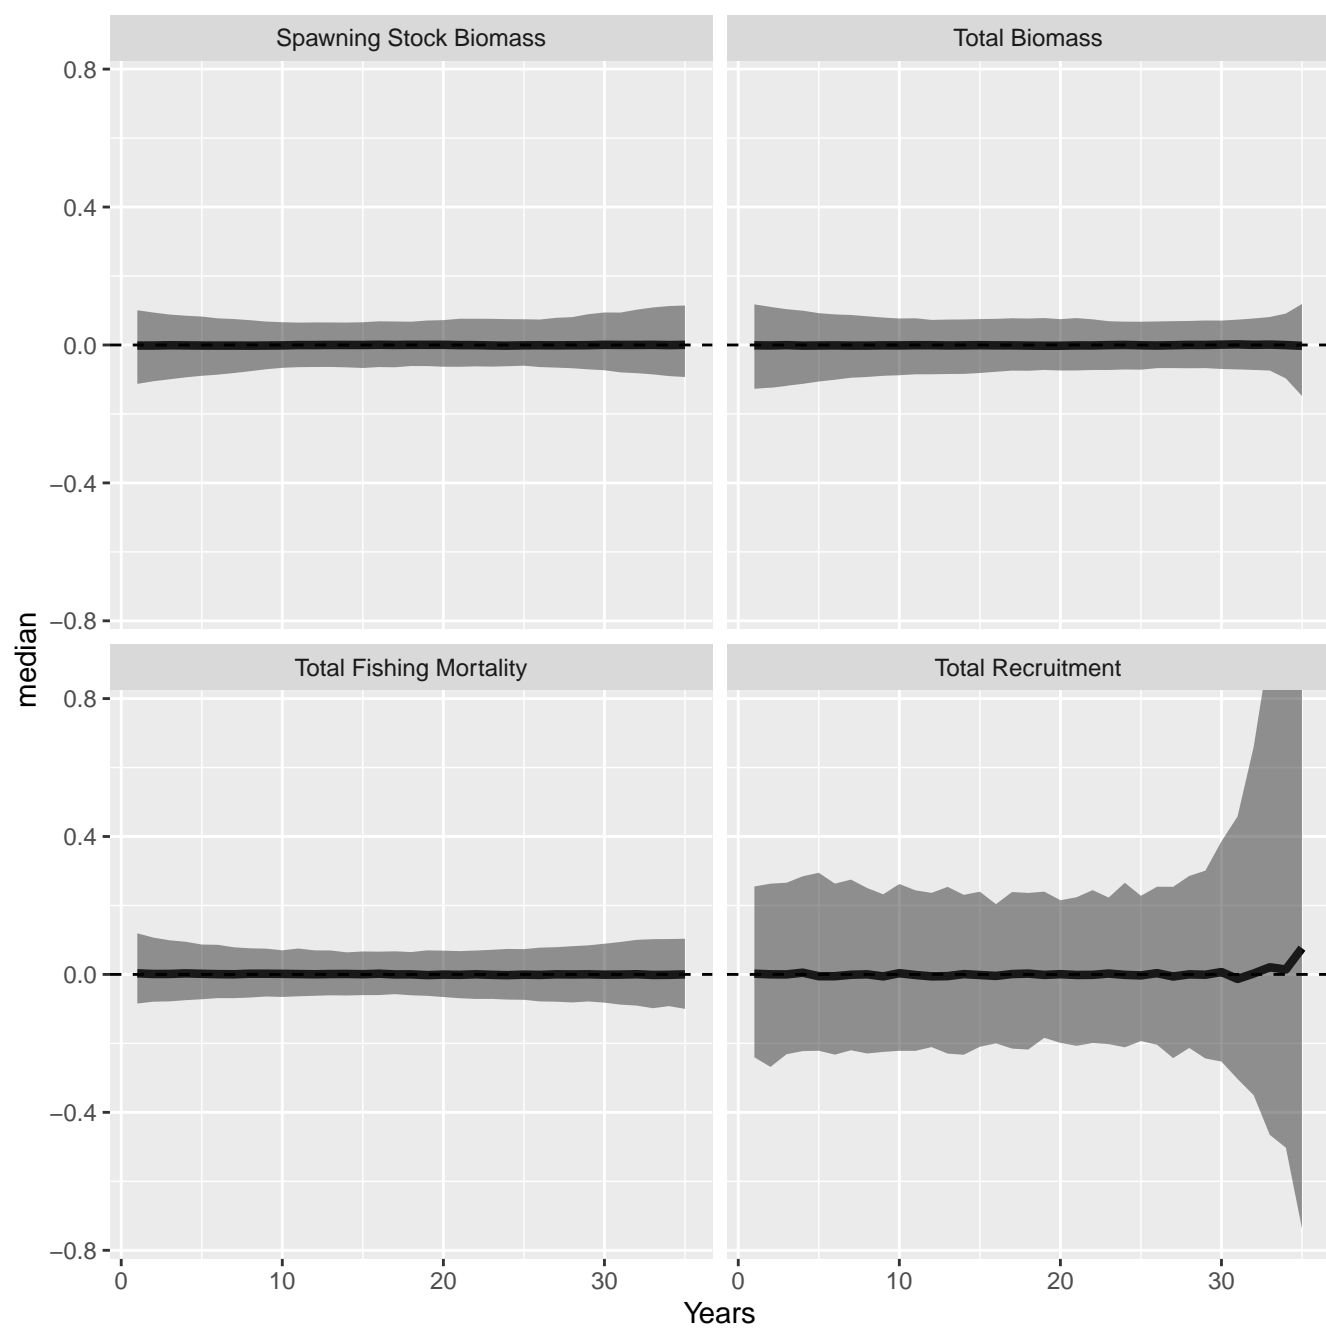 Spawning Stock Biomass
Total Biomass
0.8
0.4
0.0
−0.4
−0.8
Total Fishing Mortality
Total Recruitment
0.8
0.4
0.0
−0.4
−0.8
0 10 20 30
0 10 20 30
Years
median